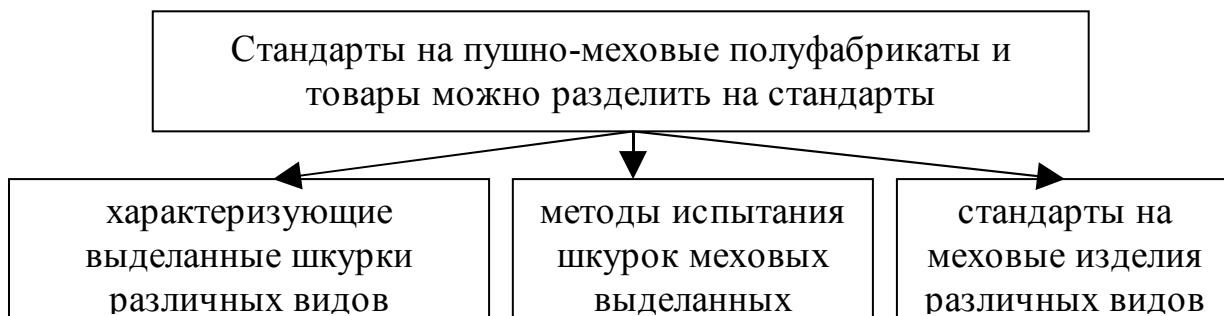 Стандарты на пушно-меховые полуфабрикаты и
товары можно разделить на стандарты
характеризующие
выделанные шкурки
различных видов
методы испытания
шкурок меховых
выделанных
стандарты на
меховые изделия
различных видов